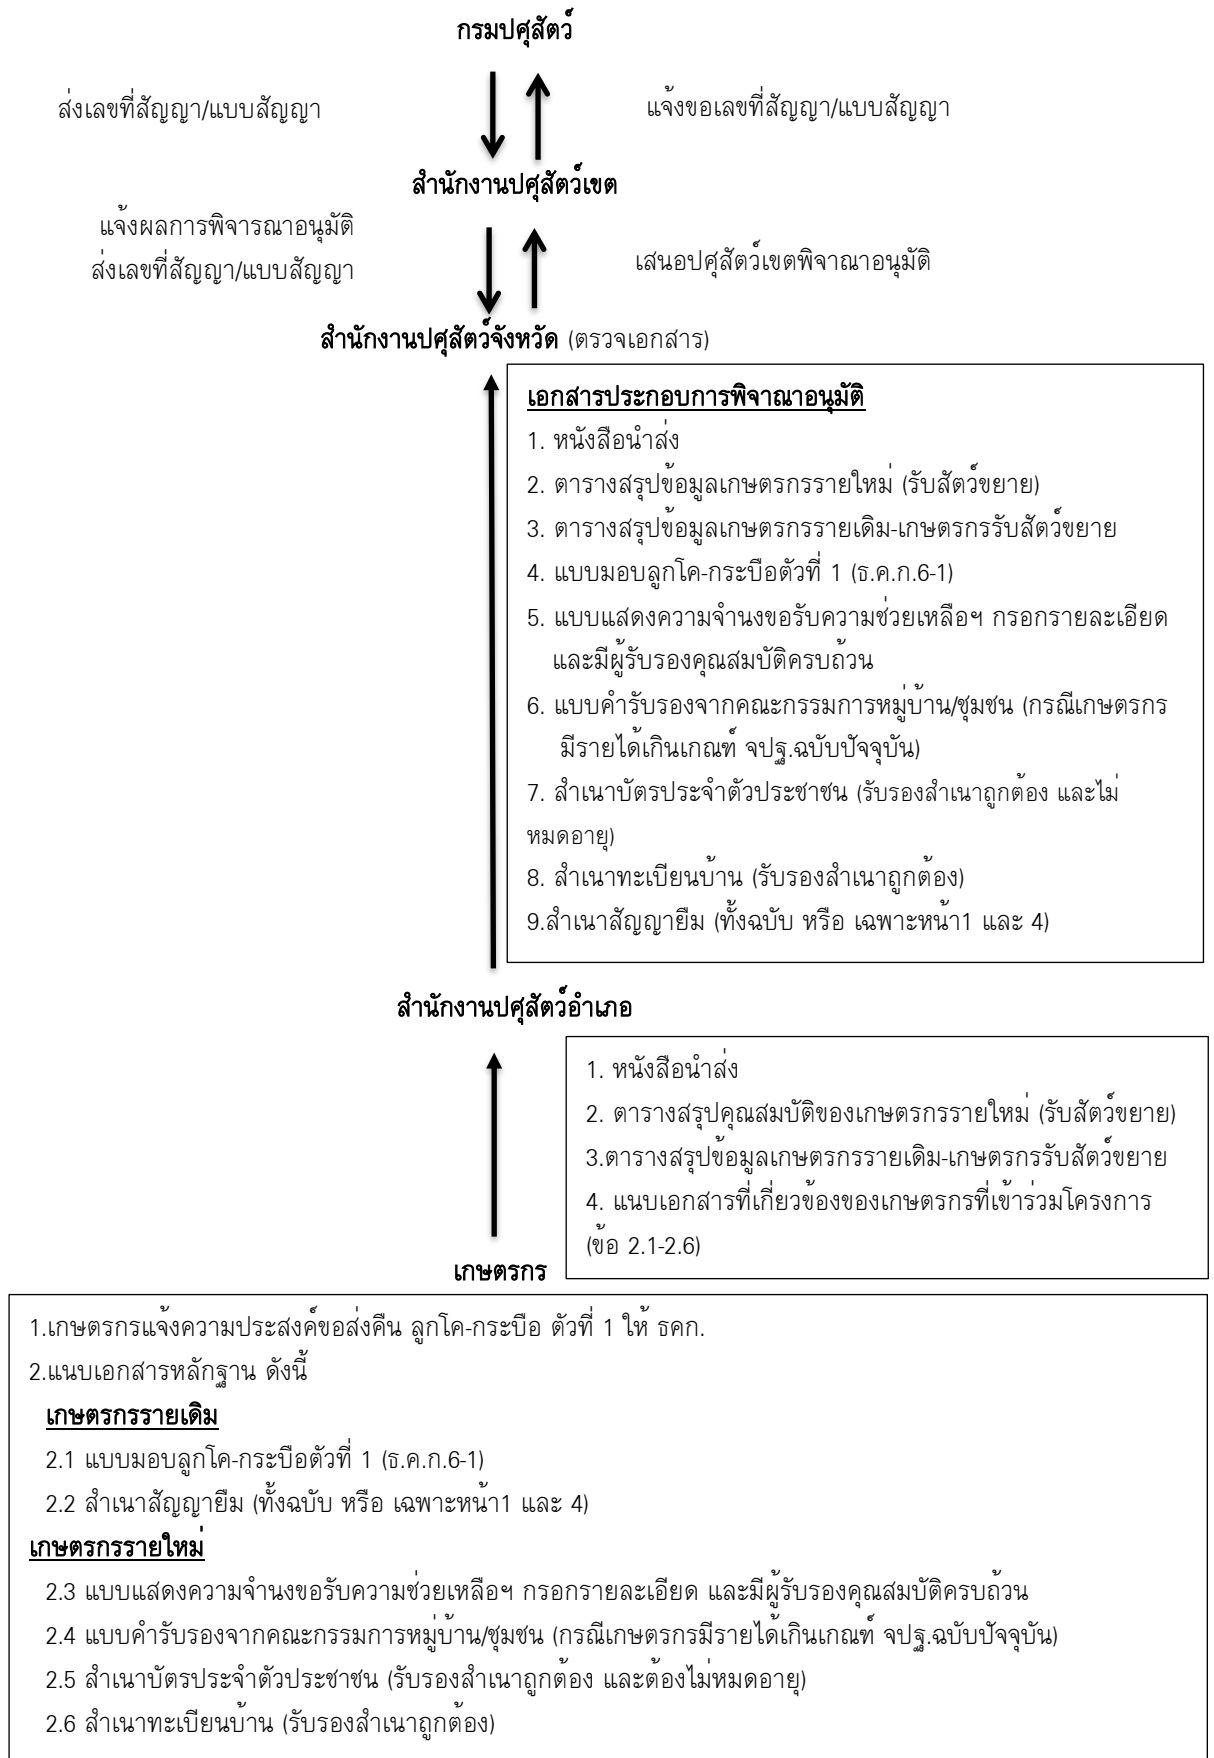 กรมปศุสัตว์
ส่งเลขที่สัญญา/แบบสัญญา
แจ้งขอเลขที่สัญญา/แบบสัญญา
สำนักงานปศุสัตว์เขต
แจ้งผลการพิจารณาอนุมัติ
ส่งเลขที่สัญญา/แบบสัญญา
เสนอปศุสัตว์เขตพิจาณาอนุมัติ
สำนักงานปศุสัตว์จังหวัด (ตรวจเอกสาร)
เอกสารประกอบการพิจาณาอนุมัติ
1. หนังสือนำส่ง
2. ตารางสรุปข้อมูลเกษตรกรรายใหม่ (รับสัตว์ขยาย)
3. ตารางสรุปข้อมูลเกษตรกรรายเดิม-เกษตรกรรับสัตว์ขยาย
4. แบบมอบลูกโค-กระบือตัวที่ 1 (ธ.ค.ก.6-1)
5. แบบแสดงความจำนงขอรับความช่วยเหลือฯ กรอกรายละเอียด
และมีผู้รับรองคุณสมบัติครบถ้วน
6. แบบคำรับรองจากคณะกรรมการหมู่บ้าน/ชุมชน (กรณีเกษตรกร
มีรายได้เกินเกณฑ์ จปฐ.ฉบับปัจจุบัน)
7. สำเนาบัตรประจำตัวประชาชน (รับรองสำเนาถูกต้อง และไม่
หมดอายุ)
8. สำเนาทะเบียนบ้าน (รับรองสำเนาถูกต้อง)
9.สำเนาสัญญายืม (ทั้งฉบับ หรือ เฉพาะหน้า1 และ 4)
สำนักงานปศุสัตว์อำเภอ
1. หนังสือนำส่ง
2. ตารางสรุปคุณสมบัติของเกษตรกรรายใหม่ (รับสัตว์ขยาย)
3.ตารางสรุปข้อมูลเกษตรกรรายเดิม-เกษตรกรรับสัตว์ขยาย
4. แนบเอกสารที่เกี่ยวข้องของเกษตรกรที่เข้าร่วมโครงการ
(ข้อ 2.1-2.6)
เกษตรกร
1.เกษตรกรแจ้งความประสงค์ขอส่งคืน ลูกโค-กระบือ ตัวที่ 1 ให้ ธคก.
2.แนบเอกสารหลักฐาน ดังนี้
เกษตรกรรายเดิม
2.1 แบบมอบลูกโค-กระบือตัวที่ 1 (ธ.ค.ก.6-1)
2.2 สำเนาสัญญายืม (ทั้งฉบับ หรือ เฉพาะหน้า1 และ 4)
เกษตรกรรายใหม่
2.3 แบบแสดงความจำนงขอรับความช่วยเหลือฯ กรอกรายละเอียด และมีผู้รับรองคุณสมบัติครบถ้วน
2.4 แบบคำรับรองจากคณะกรรมการหมู่บ้าน/ชุมชน (กรณีเกษตรกรมีรายได้เกินเกณฑ์ จปฐ.ฉบับปัจจุบัน)
2.5 สำเนาบัตรประจำตัวประชาชน (รับรองสำเนาถูกต้อง และต้องไม่หมดอายุ)
2.6 สำเนาทะเบียนบ้าน (รับรองสำเนาถูกต้อง)